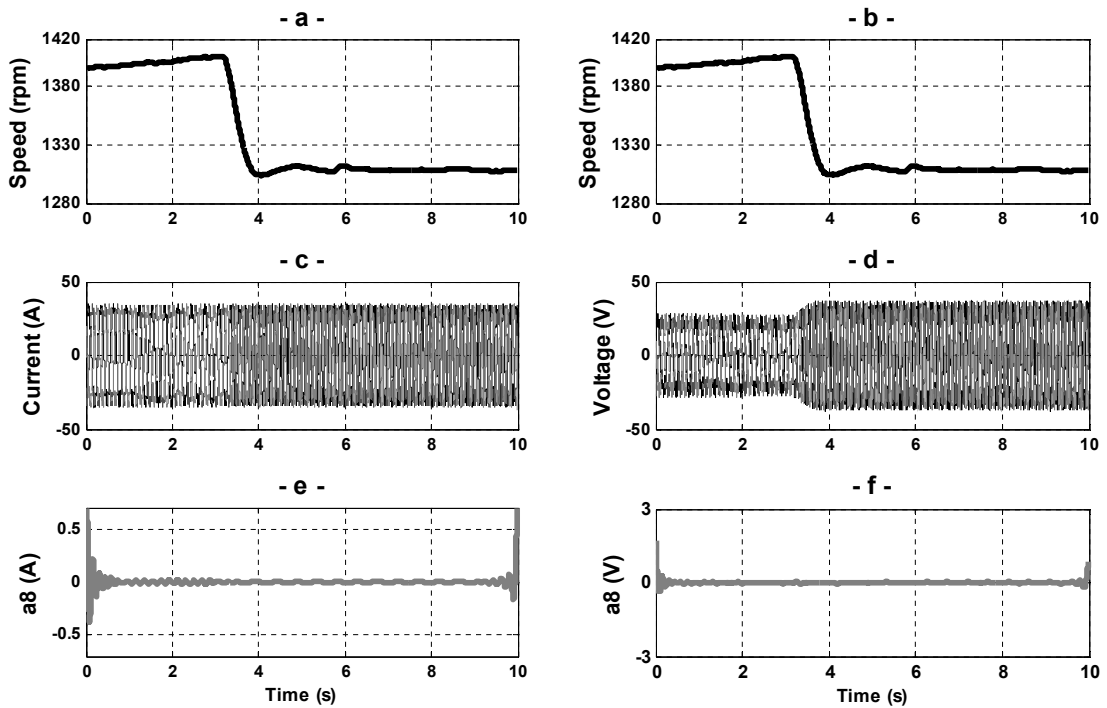 - a -
1420
1380
1330
1280
Speed (rpm)
0 2 4 6 8 10
- b -
1420
1380
1330
1280
Speed (rpm)
0 2 4 6 8 10
- c -
50
0
-50
Current (A)
0 2 4 6 8 10
- d -
50
0
-50
Voltage (V)
0 2 4 6 8 10
- e -
0.5
0
-0.5
a8 (A)
0 2 4 6 8 10
Time (s)
- f -
3
0
-3
a8 (V)
0 2 4 6 8 10
Time (s)